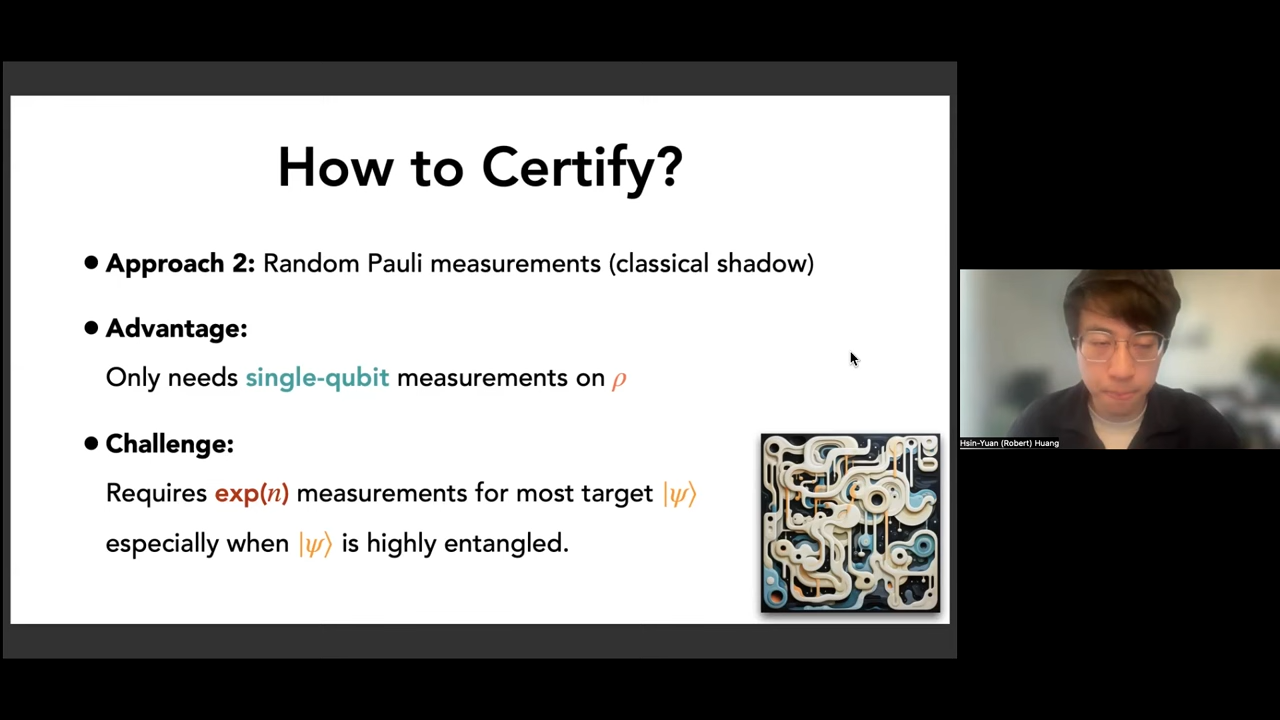 How to Certify?
• Approach 2: Random Pauli measurements (classical shadow)
• Advantage:
Only needs single-qubit measurements on ρ
• Challenge:
Requires exp(n) measurements for most target |ψ⟩
especially when |ψ⟩ is highly entangled.
Hsin-Yuan (Robert) Huang